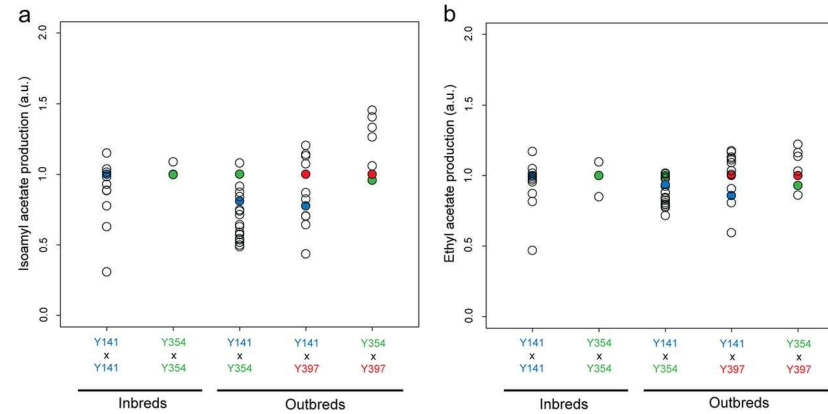 a
Isoamyl acetate production (a.u.)
2.0
1.5
1.0
0.5
0.0
Y141 Y354 Y141 Y141 Y354
x x x x x
Y141 Y354 Y354 Y397 Y397
Inbreds Outbreds
b
Ethyl acetate production (a.u.)
2.0
1.5
1.0
0.5
0.0
Y141 Y354 Y141 Y141 Y354
x x x x x
Y141 Y354 Y354 Y397 Y397
Inbreds Outbreds